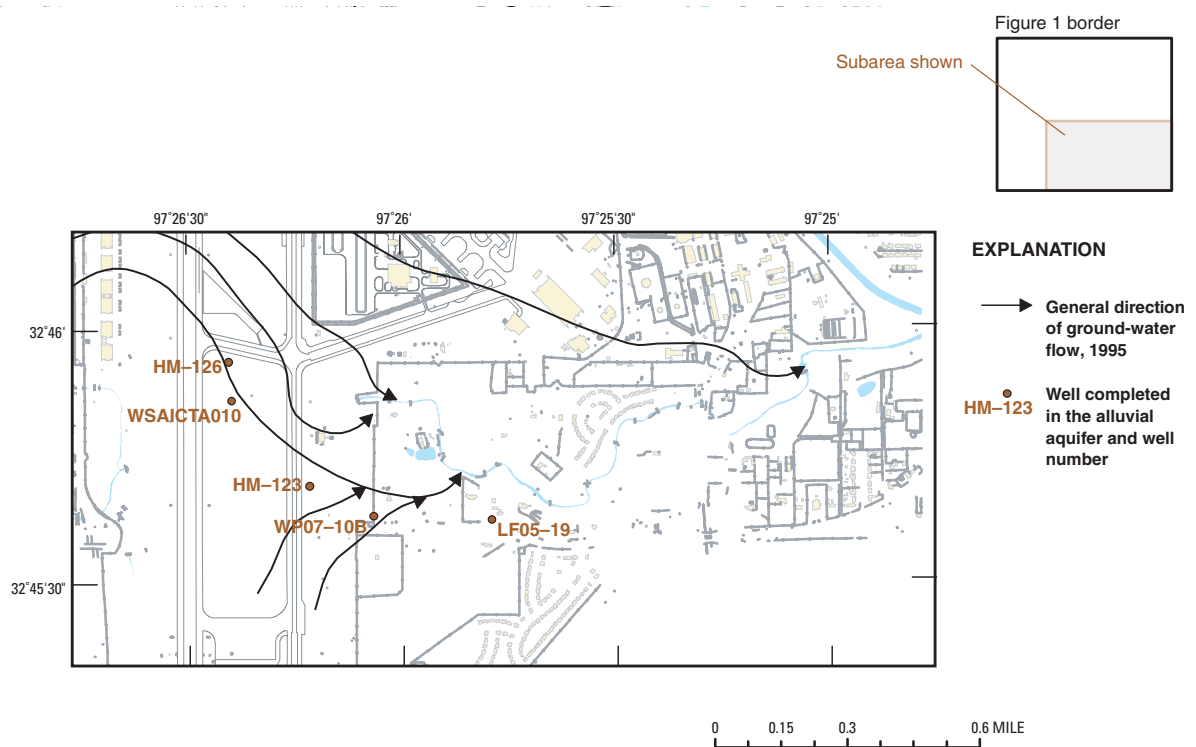 Figure 1 border
Subarea shown
97°26'30"
97°26'
97°25'30"
97°25'
32°46'
32°45'30"
HM–126
WSAICTA010
HM–123
WP07–10B
LF05–19
EXPLANATION
General direction
of ground-water
flow, 1995
HM–123
Well completed
in the alluvial
aquifer and well
number
0 0.15 0.3 0.6 MILE